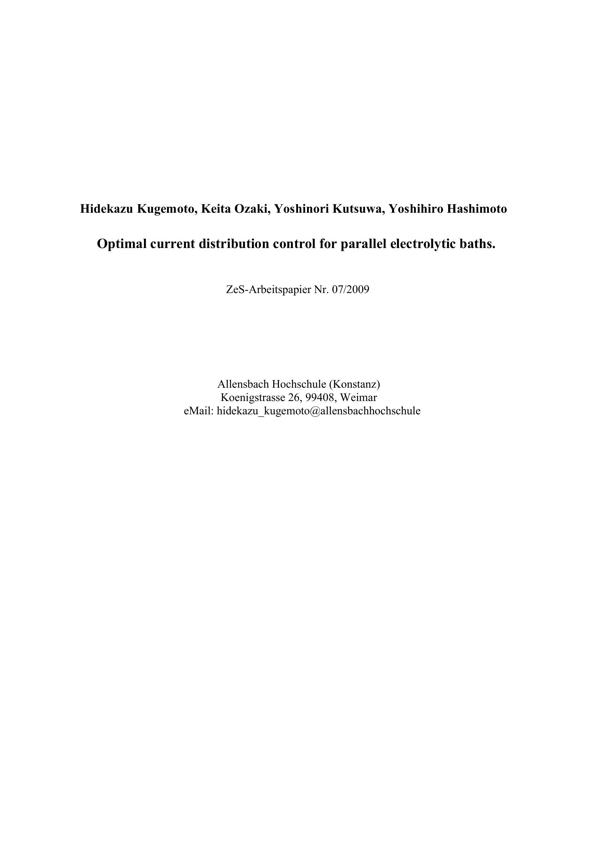 Hidekazu Kugemoto, Keita Ozaki, Yoshinori Kutsuwa, Yoshihiro Hashimoto
Optimal current distribution control for parallel electrolytic baths.
ZeS-Arbeitspapier Nr. 07/2009
Allensbach Hochschule (Konstanz)
Koenigstrasse 26, 99408, Weimar
eMail: hidekazu_kugemoto@allensbachhochschule